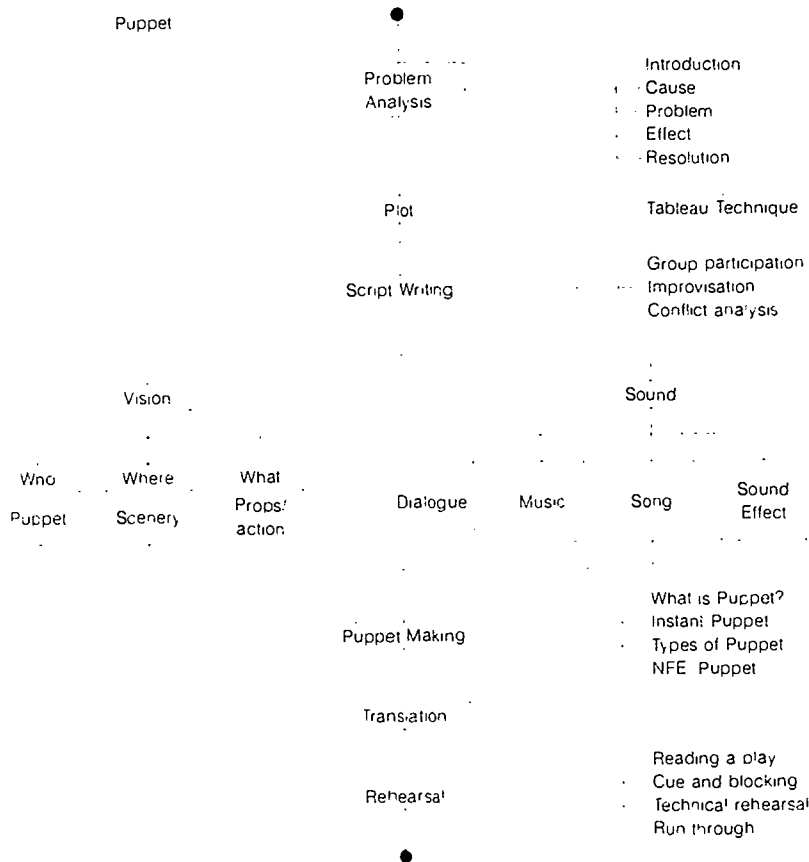 Puppet
Problem
Analysis
Introduction
Cause
Problem
Effect
Resolution
Plot
Tableau Technique
Script Writing
Group participation
Improvisation
Conflict analysis
Vision
Sound
Who
Where
What
Puppet
Scenery
Props/
action
Dialogue
Music
Song
Sound
Effect
Puppet Making
What is Puppet?
Instant Puppet
Types of Puppet
NFE Puppet
Translation
Rehearsal
Reading a play
Cue and blocking
Technical rehearsal
Run through